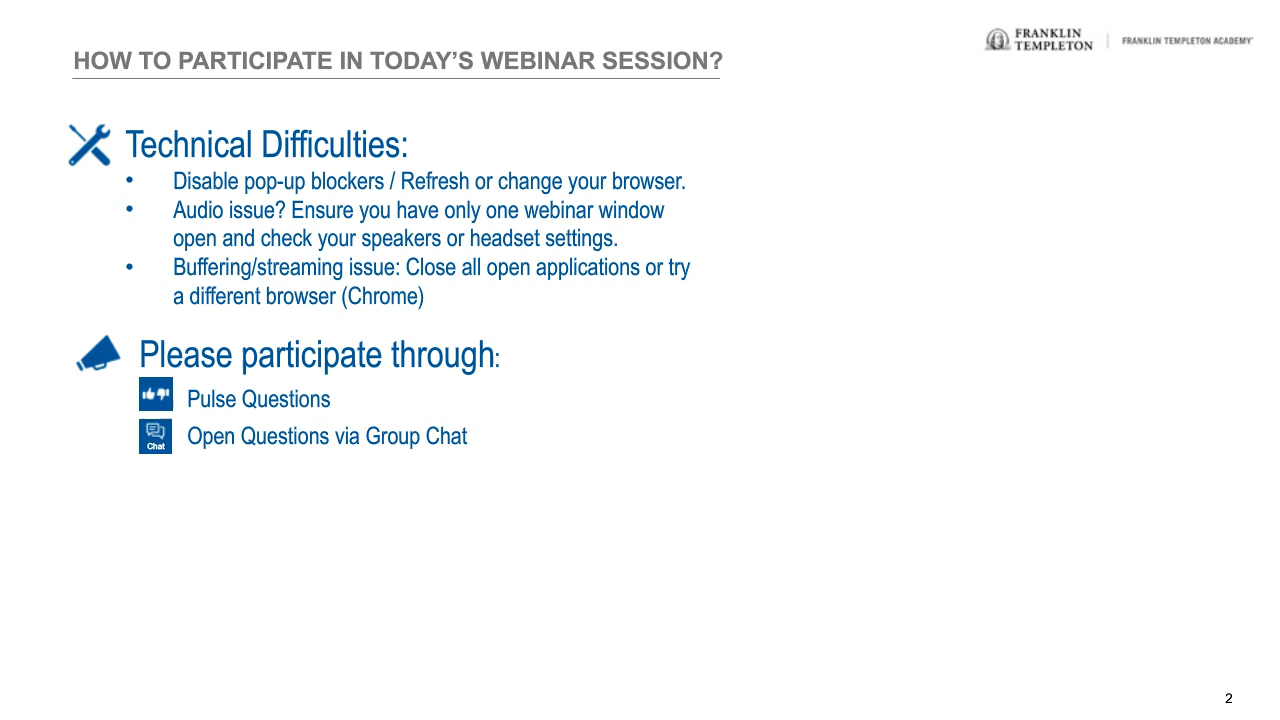 FRANKLIN
TEMPLETON
FRANKLIN TEMPLETON ACADEMY
HOW TO PARTICIPATE IN TODAY’S WEBINAR SESSION?
Technical Difficulties:
• Disable pop-up blockers / Refresh or change your browser.
• Audio issue? Ensure you have only one webinar window
open and check your speakers or headset settings.
• Buffering/streaming issue: Close all open applications or try
a different browser (Chrome)
Please participate through:
Pulse Questions
Chat
Open Questions via Group Chat
2